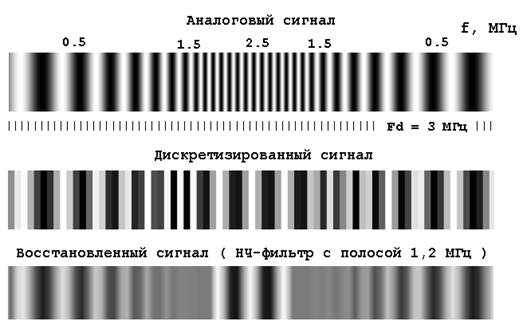 Аналоговый сигнал
f, МГц
0.5 1.5 2.5 1.5 0.5
Fd = 3 МГц
Дискретизированный сигнал
Восстановленный сигнал ( НЧ-фильтр с полосой 1,2 МГц )